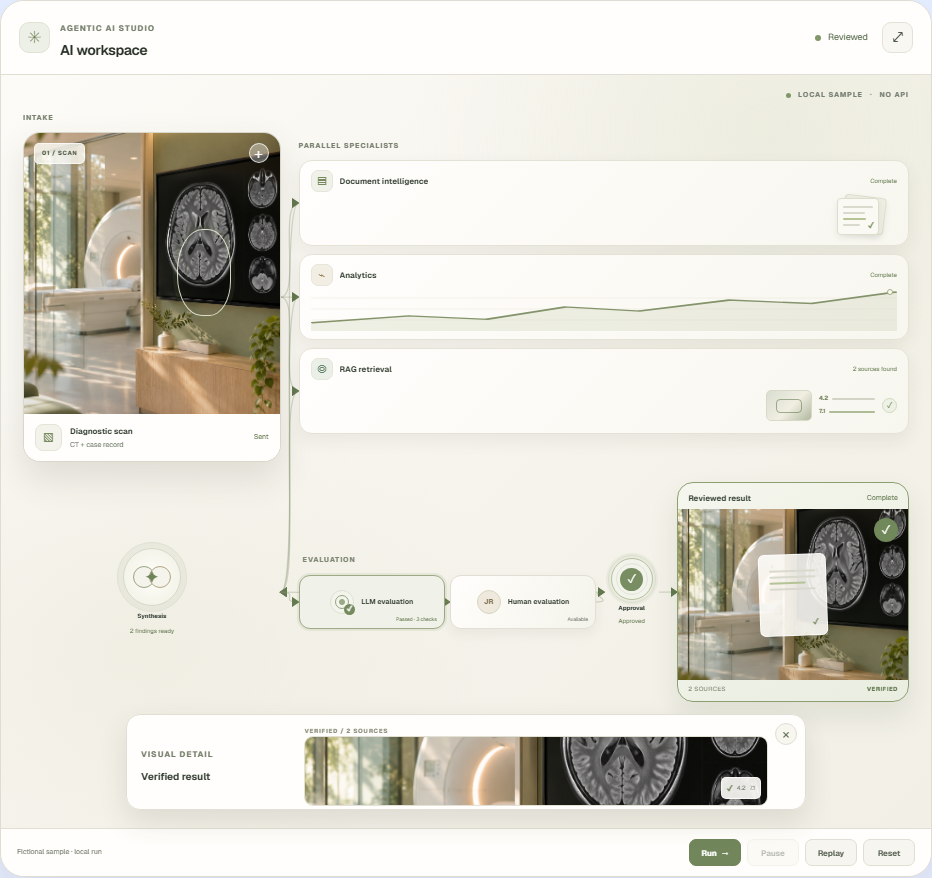 AGENTIC AI STUDIO
AI workspace
Reviewed
LOCAL SAMPLE · NO API
INTAKE
01 / SCAN
Diagnostic scan
CT + case record
Sent
PARALLEL SPECIALISTS
Document intelligence
Complete
Analytics
Complete
RAG retrieval
2 sources found
4.2
7.1
Synthesis
2 findings ready
EVALUATION
LLM evaluation
Passed · 3 checks
JR
Human evaluation
Available
Approval
Approved
Reviewed result
Complete
2 SOURCES
VERIFIED
VISUAL DETAIL
Verified result
VERIFIED / 2 SOURCES
4.2
Fictional sample · local run
Run →
Pause
Replay
Reset